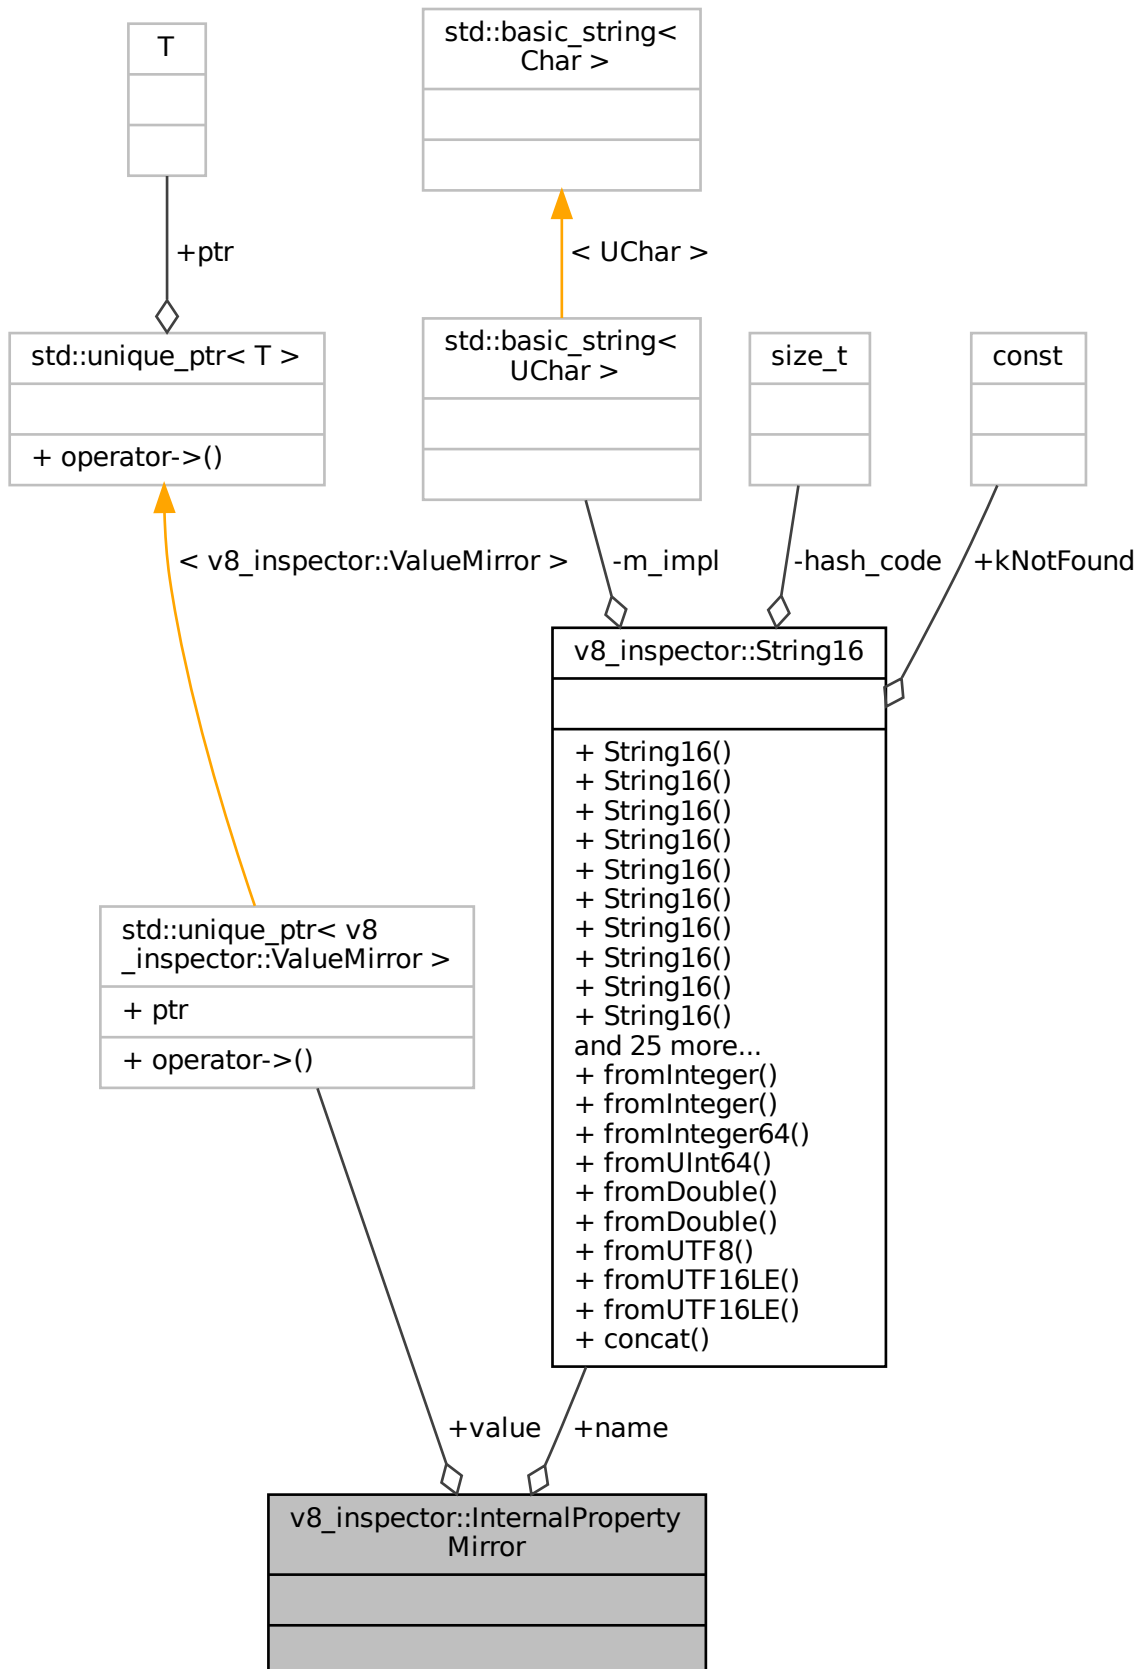 T
std::basic_string<
Char >
+ptr
< UChar >
std::unique_ptr< T >
+ operator->()
std::basic_string<
UChar >
size_t
const
< v8_inspector::ValueMirror >
-m_impl
-hash_code
+kNotFound
v8_inspector::String16
+ String16()
+ String16()
+ String16()
+ String16()
+ String16()
+ String16()
+ String16()
+ String16()
+ String16()
+ String16()
and 25 more...
+ fromInteger()
+ fromInteger()
+ fromInteger64()
+ fromUInt64()
+ fromDouble()
+ fromDouble()
+ fromUTF8()
+ fromUTF16LE()
+ fromUTF16LE()
+ concat()
std::unique_ptr< v8
_inspector::ValueMirror >
+ ptr
+ operator->()
+value
+name
v8_inspector::InternalProperty
Mirror